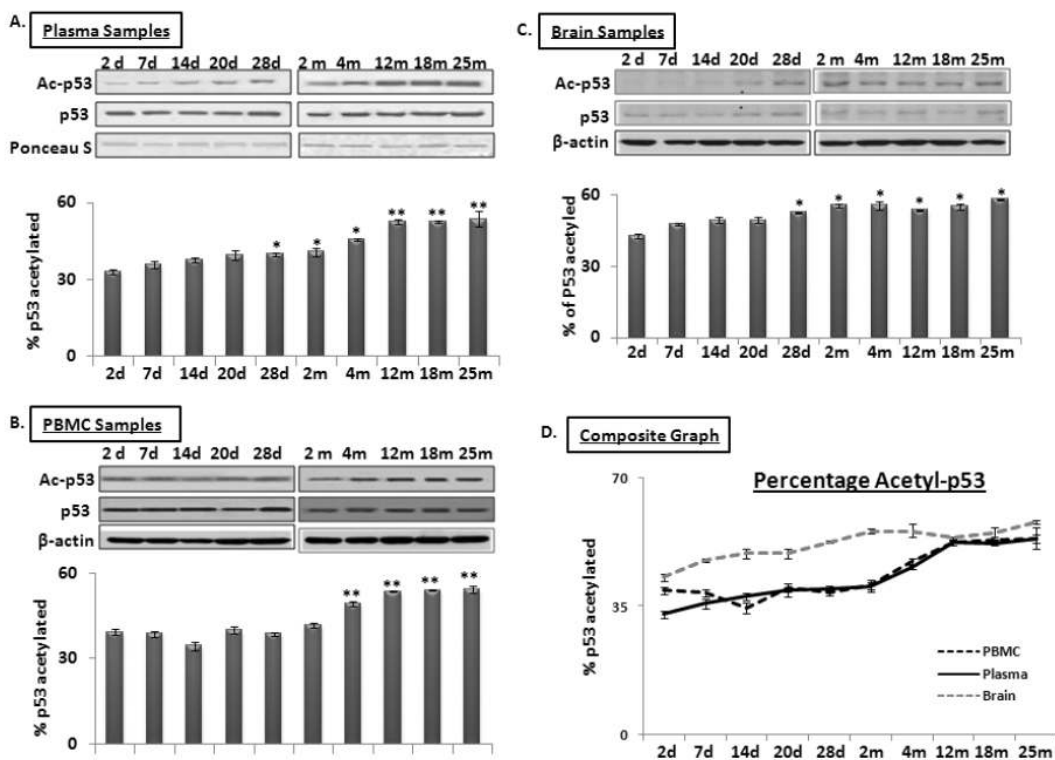 A. Plasma Samples
2 d 7d 14d 20d 28d 2 m 4m 12m 18m 25m
Ac-p53
p53
Ponceau S
60
30
0
% p53 acetylated
* * * ** ** **
2d 7d 14d 20d 28d 2m 4m 12m 18m 25m
B. PBMC Samples
2 d 7d 14d 20d 28d 2 m 4m 12m 18m 25m
Ac-p53
p53
β-actin
60
30
0
% p53 acetylated
** ** ** **
C. Brain Samples
2 d 7d 14d 20d 28d 2 m 4m 12m 18m 25m
Ac-p53
p53
β-actin
60
30
0
% of P53 acetyled
* * * * * *
2d 7d 14d 20d 28d 2m 4m 12m 18m 25m
D. Composite Graph
Percentage Acetyl-p53
70
35
0
% p53 acetylated
PBMC
Plasma
Brain
2d 7d 14d 20d 28d 2m 4m 12m 18m 25m